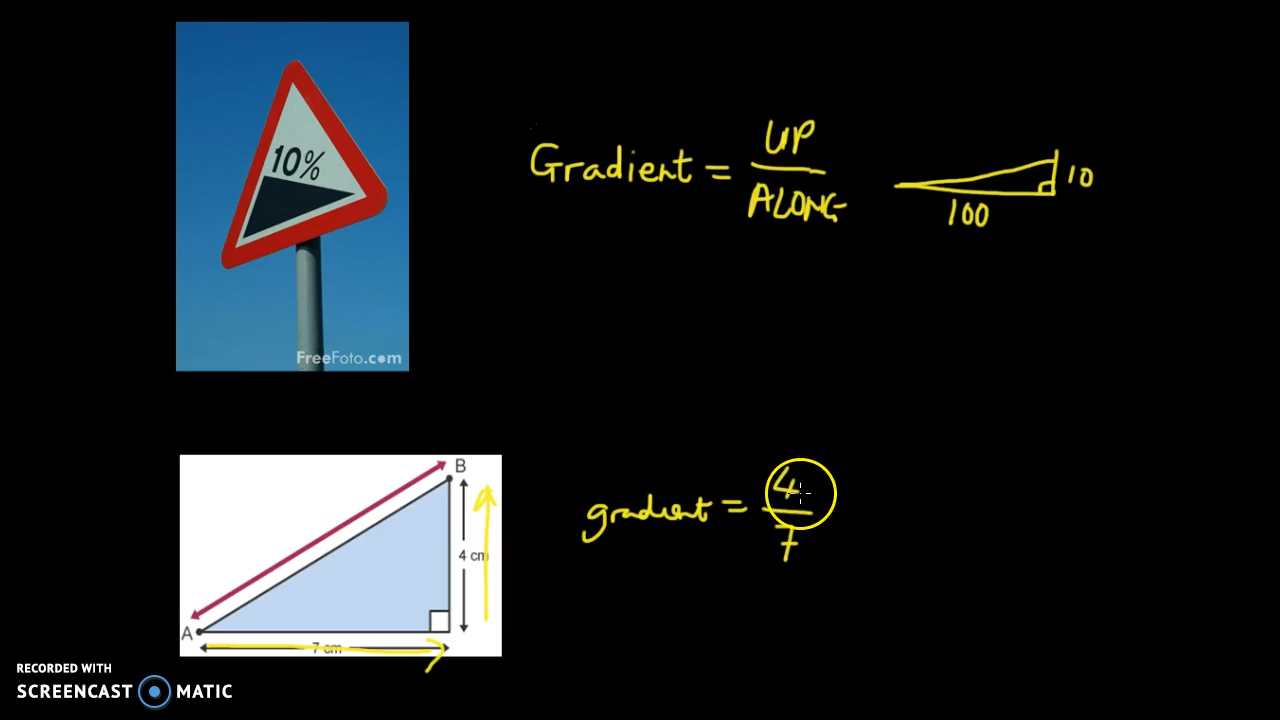 10%
FreeFoto.com
Gradient = UP
ALONG
10
100
B
4 cm
A
7 cm
gradient = 4
7
RECORDED WITH
SCREENCAST MATIC